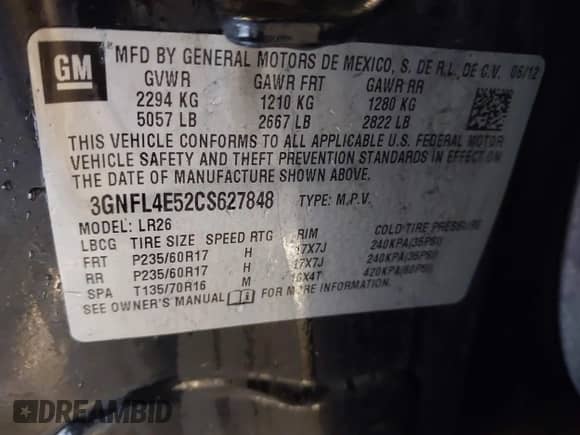 GM
MFD BY GENERAL MOTORS DE MEXICO, S. DE R.L. DE C.V. 06/12
GVWR GAWR FRT GAWR RR
2294 KG 1210 KG 1280 KG
5057 LB 2667 LB 2822 LB
THIS VEHICLE CONFORMS TO ALL APPLICABLE U.S. FEDERAL MOTOR
VEHICLE SAFETY AND THEFT PREVENTION STANDARDS IN EFFECT ON
THE DATE OF MANUFACTURE SHOWN ABOVE.
3GNFL4E52CS627848 TYPE: M.P.V.
MODEL: LR26
LBCG TIRE SIZE SPEED RTG RIM COLD TIRE PRESSURE
FRT P235/60R17 H 17X7J 240KPA(35PSI)
RR P235/60R17 H 17X7J 240KPA(35PSI)
SPA T135/70R16 M 16X4T 420KPA(60PSI)
SEE OWNER'S MANUAL FOR MORE INFORMATION.
DREAMBID